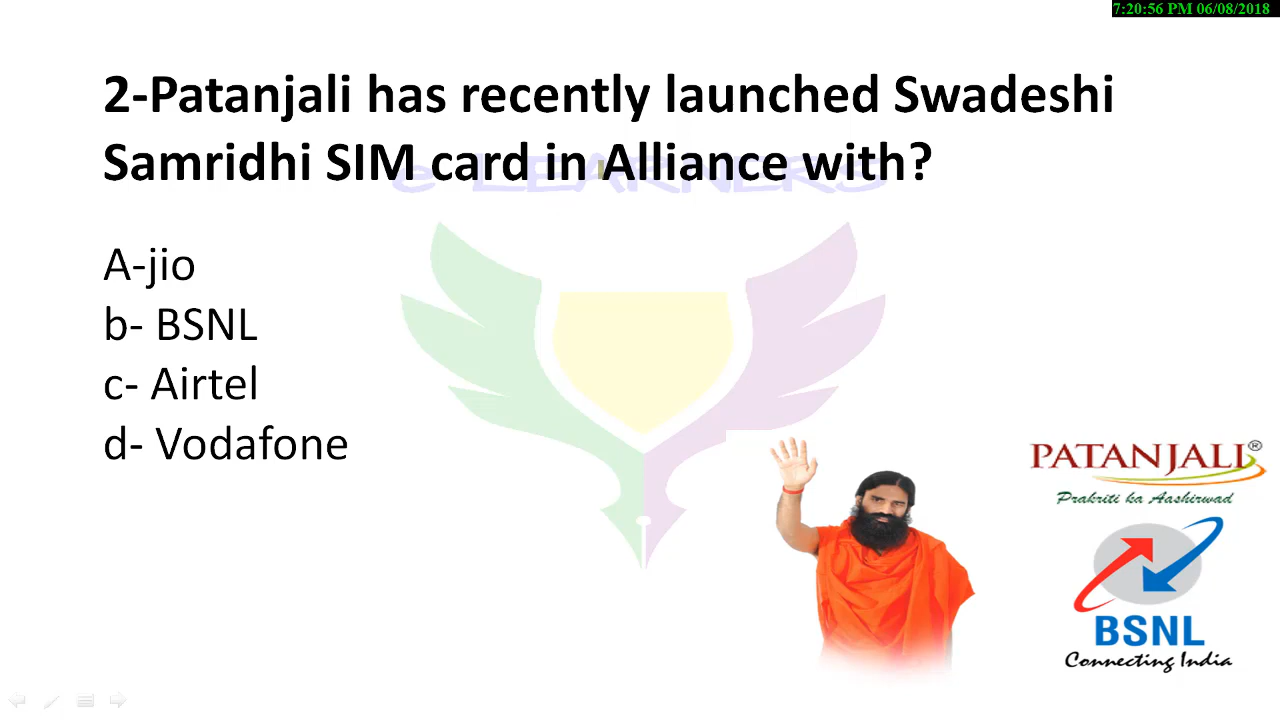 7:20:56 PM 06/08/2018
2-Patanjali has recently launched Swadeshi
Samridhi SIM card in Alliance with?
e LEARNERS
A-jio
b- BSNL
c- Airtel
d- Vodafone
PATANJALI®
Prakriti ka Aashirwad
BSNL
Connecting India